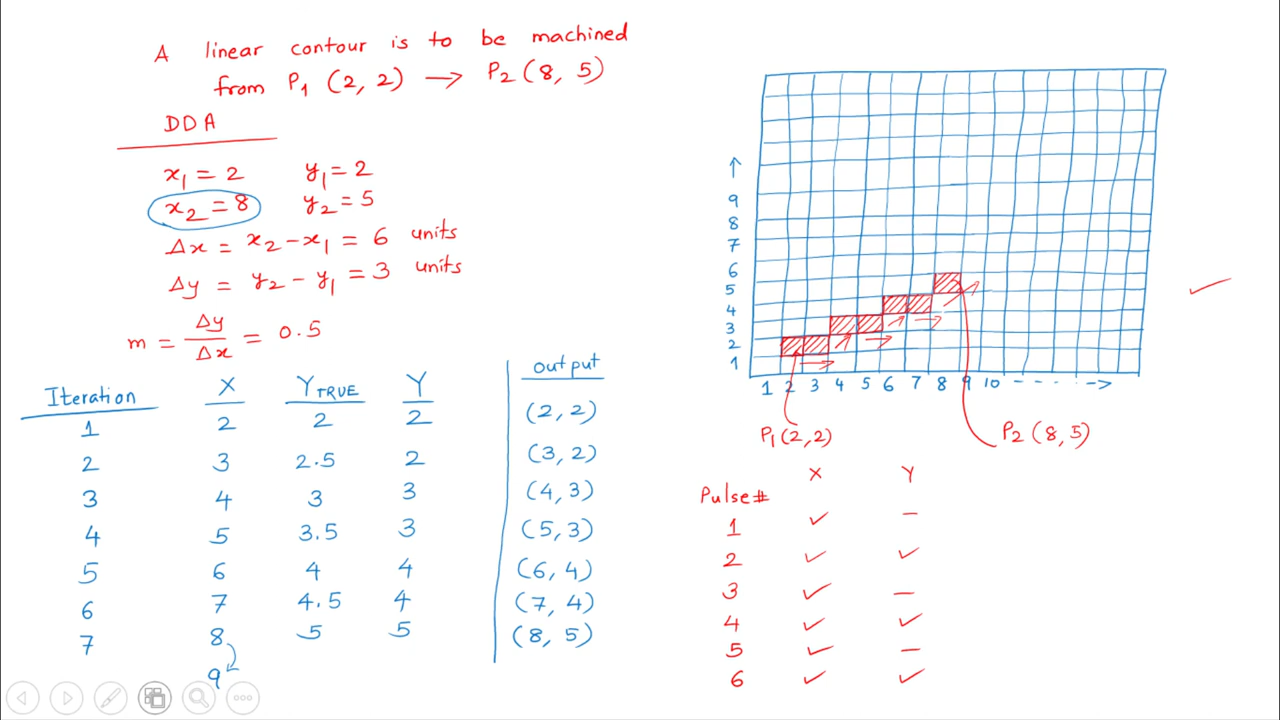 A linear contour is to be machined
from P1 (2, 2) → P2 (8, 5)
DDA
x1 = 2 y1 = 2
x2 = 8 y2 = 5
Δx = x2 - x1 = 6 units
Δy = y2 - y1 = 3 units
m = Δy/Δx = 0.5
Iteration X YTRUE Y output
1 2 2 2 (2, 2)
2 3 2.5 2 (3, 2)
3 4 3 3 (4, 3)
4 5 3.5 3 (5, 3)
5 6 4 4 (6, 4)
6 7 4.5 4 (7, 4)
7 8 5 5 (8, 5)
9
9
8
7
6
5
4
3
2
1
1 2 3 4 5 6 7 8 9 10 - - - - - →
P1(2,2) P2 (8,5)
X Y
Pulse#
1 ✓ –
2 ✓ ✓
3 ✓ –
4 ✓ ✓
5 ✓ –
6 ✓ ✓